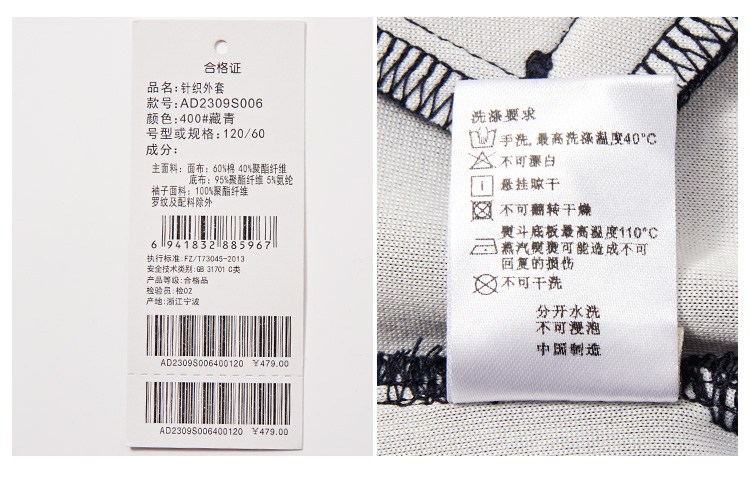 合格证
品名:针织外套
款号:AD2309S006
颜色:400#藏青
号型或规格:120/60
成分:
主面料: 面布: 60%棉 40%聚酯纤维
底布: 95%聚酯纤维 5%氨纶
袖子面料: 100%聚酯纤维
罗纹及配料除外
6 941832 885967
执行标准: FZ/T73045-2013
安全技术类别: GB 31701 C类
产品等级: 合格品
检验员: 检02
产地: 浙江宁波
AD2309S006400120 ¥479.00
AD2309S006400120 ¥479.00
洗涤要求
手洗,最高洗涤温度40°C
不可漂白
悬挂晾干
不可翻转干燥
熨斗底板最高温度110°C
蒸汽熨烫可能造成不可
回复的损伤
不可干洗
分开水洗
不可浸泡
中国制造